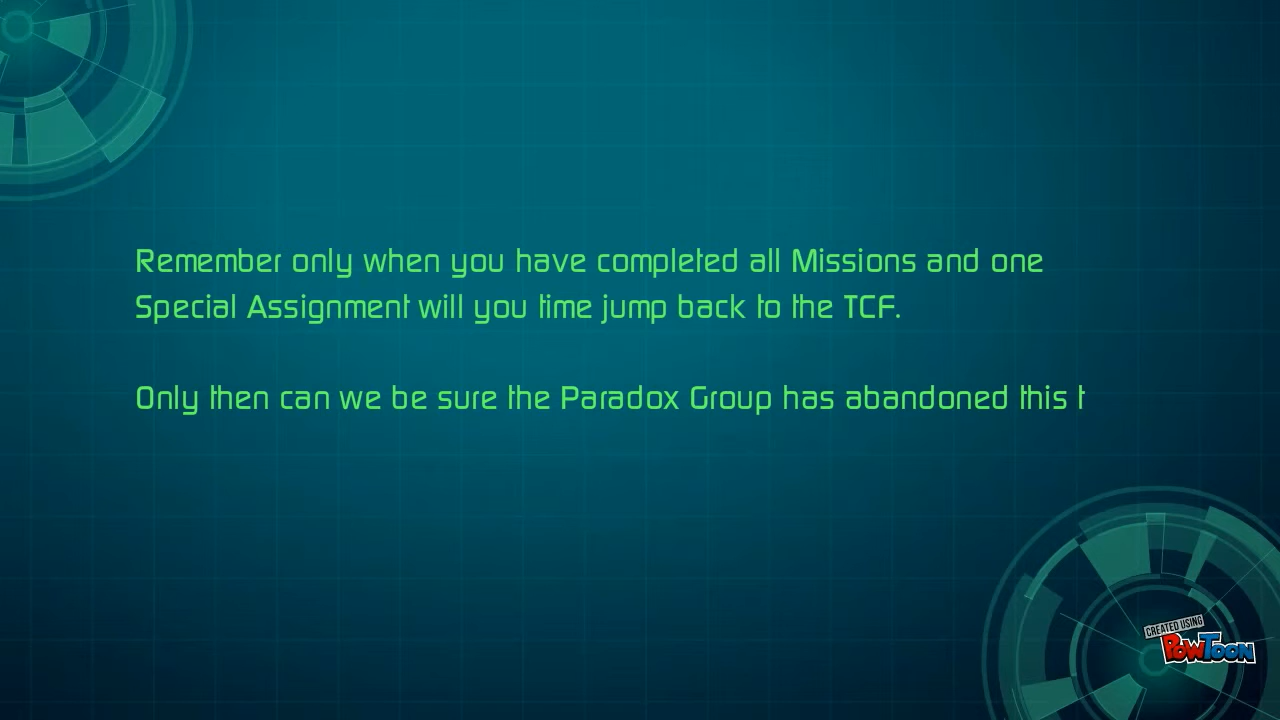 Remember only when you have completed all Missions and one
Special Assignment will you time jump back to the TCF.
Only then can we be sure the Paradox Group has abandoned this t
CREATED USING
PowToon